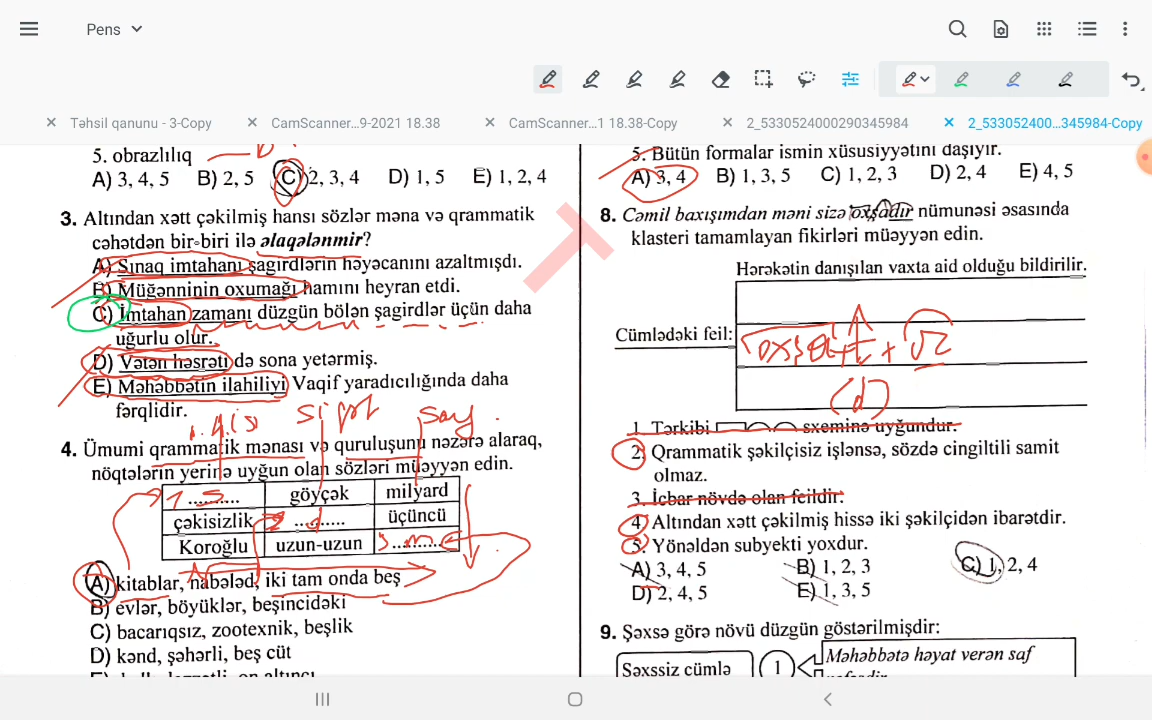 Pens
Təhsil qanunu - 3-Copy
CamScanner...9-2021 18.38
CamScanner...1 18.38-Copy
2_5330524000290345984
2_533052400...345984-Copy
5. obrazlılıq
A) 3, 4, 5 B) 2, 5 C) 2, 3, 4 D) 1, 5 E) 1, 2, 4
3. Altından xətt çəkilmiş hansı sözlər məna və qrammatik
cəhətdən bir-biri ilə əlaqələnmir?
A) Sınaq imtahanı şagirdlərin həyəcanını azaltmışdı.
B) Müğənninin oxumağı hamını heyran etdi.
C) İmtahan zamanı düzgün bölən şagirdlər üçün daha
uğurlu olur.
D) Vətən həsrəti də sona yetərmiş.
E) Məhəbbətin ilahiliyi Vaqif yaradıcılığında daha
fərqlidir.
sifət say
4. Ümumi qrammatik mənası və quruluşunu nəzərə alaraq,
nöqtələrin yerinə uyğun olan sözləri müəyyən edin.
1 s .......... göyçək milyard
çəkisizlik 2 d .......... üçüncü
Koroğlu uzun-uzun 3 m ..........
A) kitablar, nabələd, iki tam onda beş
B) evlər, böyüklər, beşincidəki
C) bacarıqsız, zootexnik, beşlik
D) kənd, şəhərli, beş cüt
5. Bütün formalar ismin xüsusiyyətini daşıyır.
A) 3, 4 B) 1, 3, 5 C) 1, 2, 3 D) 2, 4 E) 4, 5
8. Cəmil baxışımdan məni sizə oxşadır nümunəsi əsasında
klasteri tamamlayan fikirləri müəyyən edin.
Hərəkətin danışılan vaxta aid olduğu bildirilir.
Cümlədəki feil:
(d)
1. Tərkibi sxeminə uyğundur.
2. Qrammatik şəkilçisiz işlənsə, sözdə cingiltili samit
olmaz.
3. İcbar növdə olan feildir.
4. Altından xətt çəkilmiş hissə iki şəkilçidən ibarətdir.
5. Yönəldən subyekti yoxdur.
A) 3, 4, 5 B) 1, 2, 3 C) 1, 2, 4
D) 2, 4, 5 E) 1, 3, 5
9. Şəxsə görə növü düzgün göstərilmişdir:
Şəxssiz cümlə 1 Məhəbbətə həyat verən saf